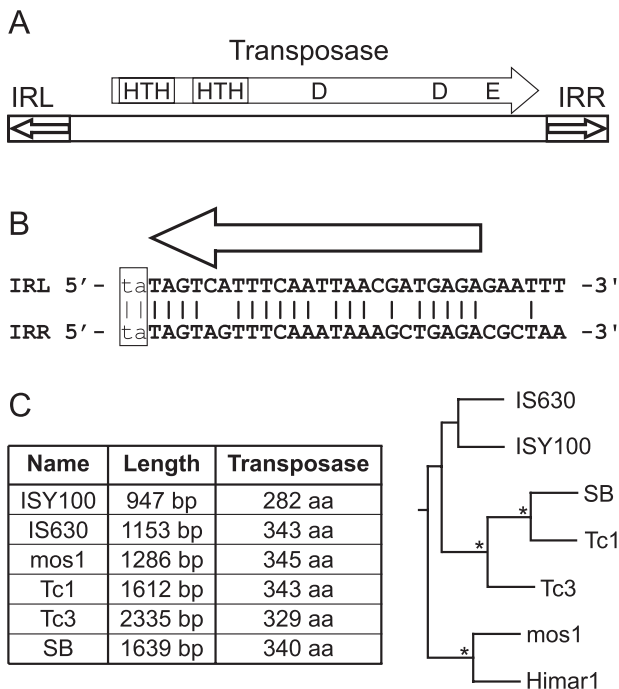 A
Transposase
IRL HTH HTH D D E IRR
B
IRL 5’- taTAGTCATTTCAATTAACGATGAGAGAATTT -3'
IRR 5’- taTAGTAGTTTCAAATAAAGCTGAGACGCTAA -3'
C
Name Length Transposase
ISY100 947 bp 282 aa
IS630 1153 bp 343 aa
mos1 1286 bp 345 aa
Tc1 1612 bp 343 aa
Tc3 2335 bp 329 aa
SB 1639 bp 340 aa
IS630
ISY100
SB
*
Tc1
*
Tc3
mos1
*
Himar1